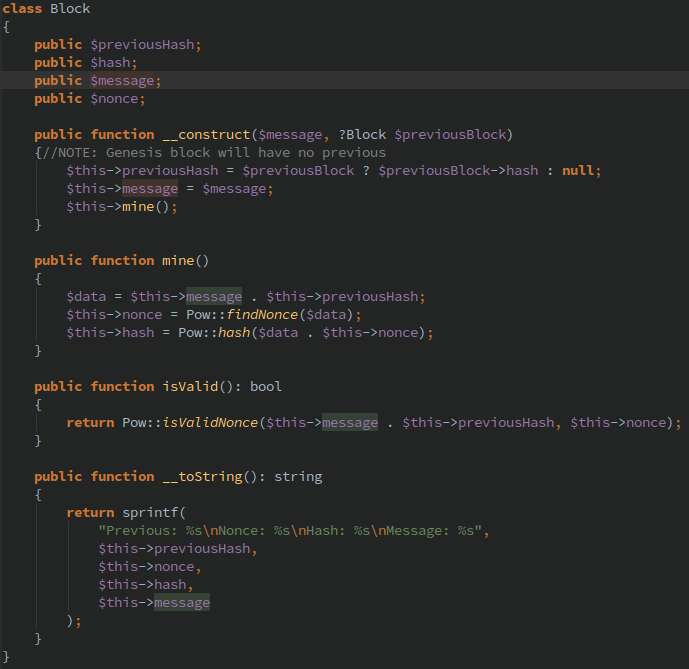 class Block
{
    public $previousHash;
    public $hash;
    public $message;
    public $nonce;

    public function __construct($message, ?Block $previousBlock)
    {//NOTE: Genesis block will have no previous
        $this->previousHash = $previousBlock ? $previousBlock->hash : null;
        $this->message = $message;
        $this->mine();
    }

    public function mine()
    {
        $data = $this->message . $this->previousHash;
        $this->nonce = Pow::findNonce($data);
        $this->hash = Pow::hash($data . $this->nonce);
    }

    public function isValid(): bool
    {
        return Pow::isValidNonce($this->message . $this->previousHash, $this->nonce);
    }

    public function __toString(): string
    {
        return sprintf(
            "Previous: %s\nNonce: %s\nHash: %s\nMessage: %s",
            $this->previousHash,
            $this->nonce,
            $this->hash,
            $this->message
        );
    }
}